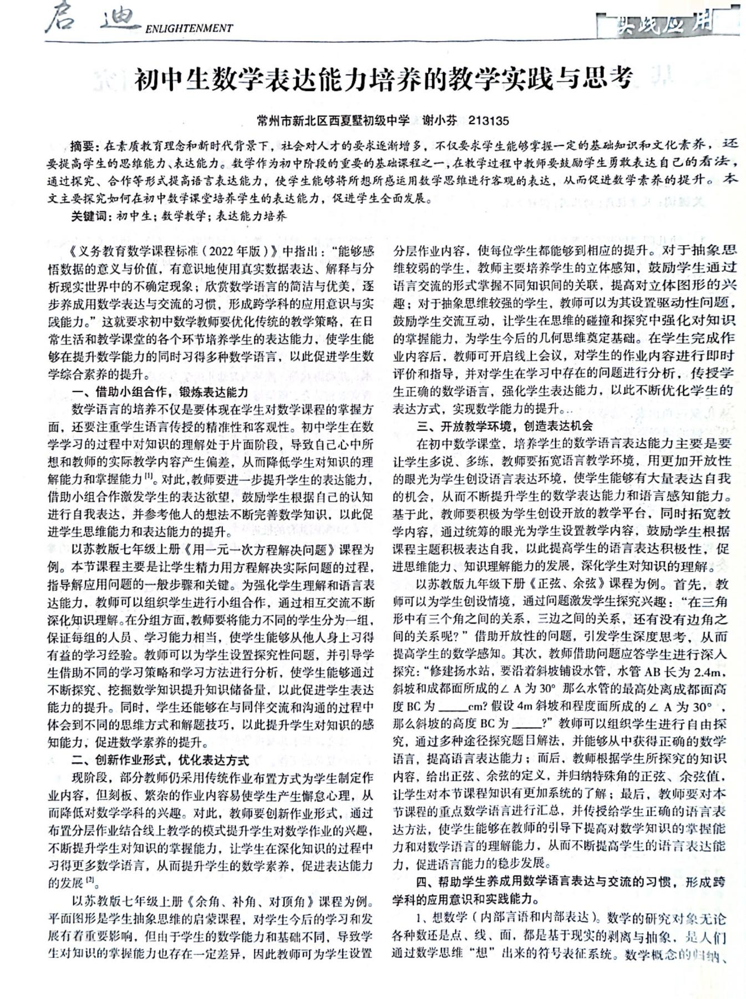 启迪 ENLIGHTENMENT
实践应用
初中生数学表达能力培养的教学实践与思考
常州市新北区西夏墅初级中学 谢小芬 213135
摘要：在素质教育理念和新时代背景下，社会对人才的要求逐渐增多，不仅要求学生能够掌握一定的基础知识和文化素养，还
要提高学生的思维能力、表达能力。数学作为初中阶段的重要的基础课程之一，在教学过程中教师要鼓励学生勇敢表达自己的看法，
通过探究、合作等形式提高语言表达能力，使学生能够将所想所感运用数学思维进行客观的表达，从而促进数学素养的提升。本
文主要探究如何在初中数学课堂培养学生的表达能力，促进学生全面发展。
关键词：初中生；数学教学；表达能力培养
《义务教育数学课程标准（2022 年版）》中指出：“能够感
悟数据的意义与价值，有意识地使用真实数据表达、解释与分
析现实世界中的不确定现象；欣赏数学语言的简洁与优美，逐
步养成用数学表达与交流的习惯，形成跨学科的应用意识与实
践能力。”这就要求初中数学教师要优化传统的教学策略，在日
常生活和教学课堂的各个环节培养学生的表达能力，使学生能
够在提升数学能力的同时习得多种数学语言，以此促进学生数
学综合素养的提升。
一、借助小组合作，锻炼表达能力
数学语言的培养不仅是要体现在学生对数学课程的掌握方
面，还要注重学生语言传授的精准性和客观性。初中学生在数
学学习的过程中对知识的理解处于片面阶段，导致自己心中所
想和教师的实际教学内容产生偏差，从而降低学生对知识的理
解能力和掌握能力[1]。对此，教师要进一步提升学生的表达能力，
借助小组合作激发学生的表达欲望，鼓励学生根据自己的认知
进行自我表达，并参考他人的想法不断完善数学知识，以此促
进学生思维能力和表达能力的提升。
以苏教版七年级上册《用一元一次方程解决问题》课程为
例。本节课程主要是让学生精力用方程解决实际问题的过程，
指导解应用问题的一般步骤和关键。为强化学生理解和语言表
达能力，教师可以组织学生进行小组合作，通过相互交流不断
深化知识理解。在分组方面，教师要将能力不同的学生分为一组，
保证每组的人员、学习能力相当，使学生能够从他人身上习得
有益的学习经验。教师可以为学生设置探究性问题，并引导学
生借助不同的学习策略和学习方法进行分析，使学生能够通过
不断探究、挖掘数学知识提升知识储备量，以此促进学生表达
能力的提升。同时，学生还能够在与同伴交流和沟通的过程中
体会到不同的思维方式和解题技巧，以此提升学生对知识的感
知能力，促进数学素养的提升。
二、创新作业形式，优化表达方式
现阶段，部分教师仍采用传统作业布置方式为学生制定作
业内容，但刻板、繁杂的作业内容易使学生产生懈怠心理，从
而降低对数学学科的兴趣。对此，教师要创新作业形式，通过
布置分层作业结合线上教学的模式提升学生对数学作业的兴趣，
不断提升学生对知识的掌握能力，让学生在深化知识的过程中
习得更多数学语言，从而提升学生的数学素养，促进表达能力
的发展[2]。
以苏教版七年级上册《余角、补角、对顶角》课程为例。
平面图形是学生抽象思维的启蒙课程，对学生今后的学习和发
展有着重要影响，但由于学生的数学能力和基础不同，导致学
生对知识的掌握能力也存在一定差异，因此教师可为学生设置
分层作业内容，使每位学生都能够到相应的提升。对于抽象思
维较弱的学生，教师主要培养学生的立体感知，鼓励学生通过
语言交流的形式掌握不同知识间的关联，提高对立体图形的兴
趣；对于抽象思维较强的学生，教师可以为其设置驱动性问题，
鼓励学生交流互动，让学生在思维的碰撞和探究中强化对知识
的掌握能力，为学生今后的几何思维奠定基础。在学生完成作
业内容后，教师可开启线上会议，对学生的作业内容进行即时
评价和指导，并对学生在学习中存在的问题进行分析，传授学
生正确的数学语言，强化学生表达能力，以此不断优化学生的
表达方式，实现数学能力的提升。
三、开放教学环境，创造表达机会
在初中数学课堂，培养学生的数学语言表达能力主要是要
让学生多说、多练，教师要拓宽语言教学环境，用更加开放性
的眼光为学生创设语言表达环境，使学生能够有大量表达自我
的机会，从而不断提升学生的数学表达能力和语言感知能力。
基于此，教师要积极为学生创设开放的教学平台，同时拓宽教
学内容，通过统筹的眼光为学生设置教学内容，鼓励学生根据
课程主题积极表达自我，以此提高学生的语言表达积极性，促
进思维能力、知识理解能力的发展，深化学生对知识的理解。
以苏教版九年级下册《正弦、余弦》课程为例。首先，教
师可以为学生创设情境，通过问题激发学生探究兴趣：“在三角
形中有三个角之间的关系，三边之间的关系，还有没有边角之
间的关系呢？”借助开放性的问题，引发学生深度思考，从而
提高学生的数学感知。其次，教师借助问题应答学生进行深入
探究：“修建扬水站，要沿着斜坡铺设水管，水管 AB 长为 2.4m，
斜坡和成都面所成的∠ A 为 30° 那么水管的最高处离成都面高
度 BC 为 _____cm? 假设 4m 斜坡和程度面所成的∠ A 为 30°，
那么斜坡的高度 BC 为 _____?”教师可以组织学生进行自由探
究，通过多种途径探究题目解法，并能够从中获得正确的数学
语言，提高语言表达能力；而后，教师根据学生所探究的知识
内容，给出正弦、余弦的定义，并归纳特殊角的正弦、余弦值，
让学生对本节课程知识有更加系统的了解；最后，教师要对本
节课程的重点数学语言进行汇总，并传授给学生正确的语言表
达方法，使学生能够在教师的引导下提高对数学知识的掌握能
力和对数学语言的理解能力，从而不断提高学生的语言表达能
力，促进语言能力的稳步发展。
四、帮助学生养成用数学语言表达与交流的习惯，形成跨
学科的应用意识和实践能力。
1、想数学（内部言语和内部表达）。数学的研究对象无论
各种数还是点、线、面，都是基于现实的剥离与抽象，是人们
通过数学思维“想”出来的符号表征系统。数学概念的归纳、